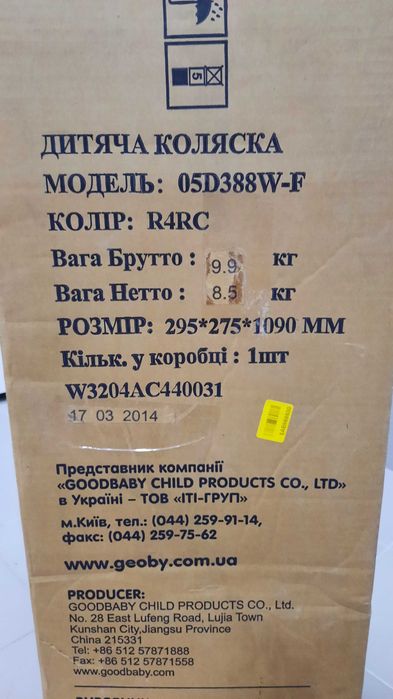 5
ДИТЯЧА КОЛЯСКА
МОДЕЛЬ: 05D388W-F
КОЛІР: R4RC
Вага Брутто : 9.9 кг
Вага Нетто : 8.5 кг
РОЗМІР: 295*275*1090 ММ
Кільк. у коробці : 1шт
W3204AC440031
17 03 2014
Представник компанії
«GOODBABY CHILD PRODUCTS CO., LTD»
в Україні - ТОВ «ІТІ-ГРУП»
м.Київ, тел.: (044) 259-91-14,
факс: (044) 259-75-62
www.geoby.com.ua
PRODUCER:
GOODBABY CHILD PRODUCTS CO., Ltd.
No. 28 East Lufeng Road, Lujia Town
Kunshan City,Jiangsu Province
China 215331
Tel: +86 512 57871888
Fax: +86 512 57871558
www.goodbaby.com